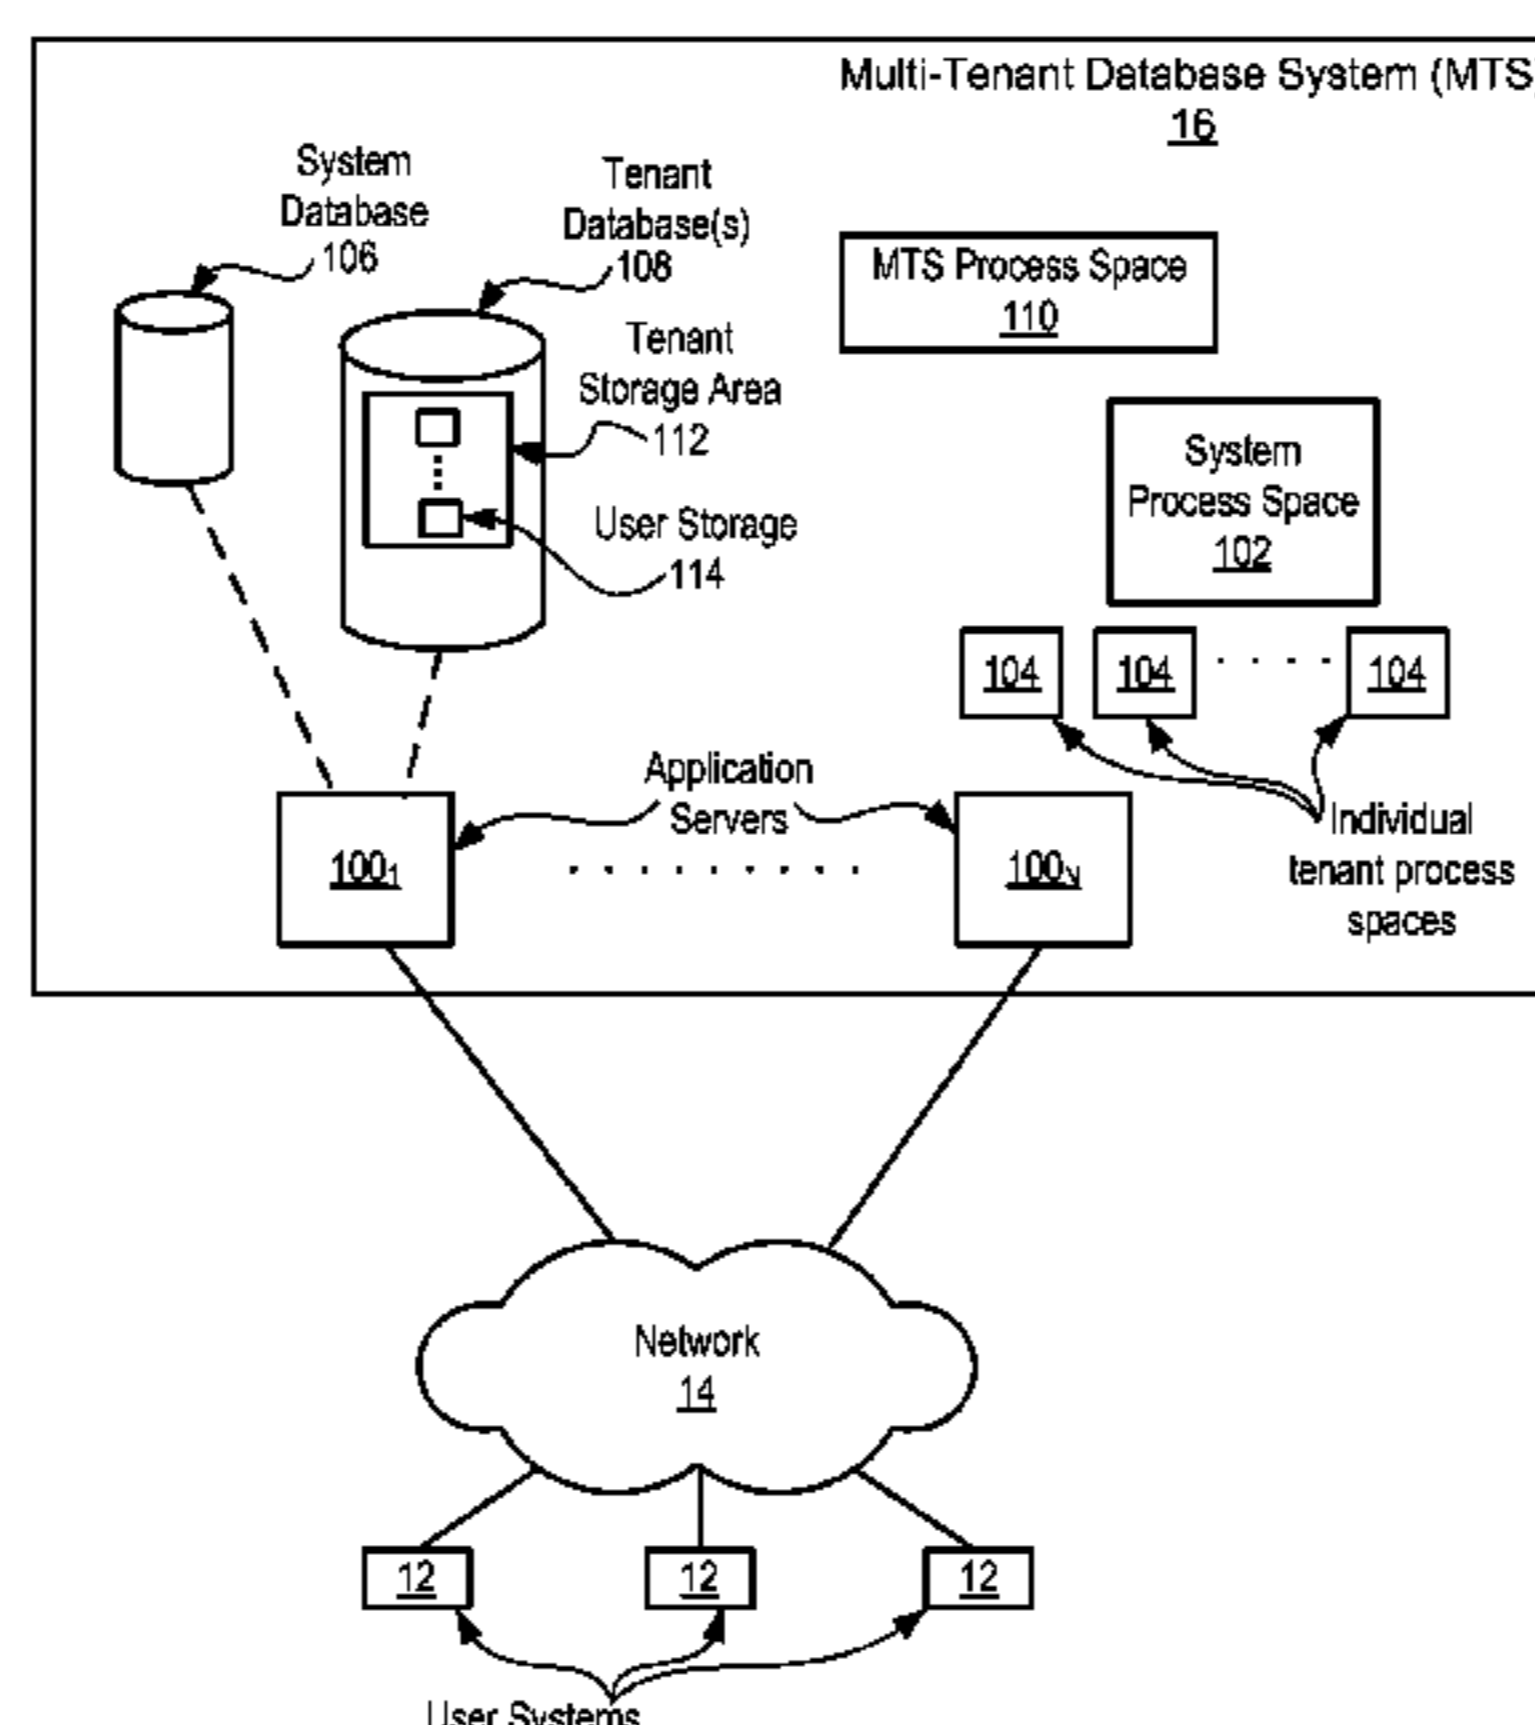 Multi-Tenant Database System (MTS)
16
System
Database
106
Tenant
Database(s)
108
MTS Process Space
110
Tenant
Storage Area
112
User Storage
114
System
Process Space
102
104
104
104
Application
Servers
100₁
100N
Individual
tenant process
spaces
Network
14
12
12
12
User Systems